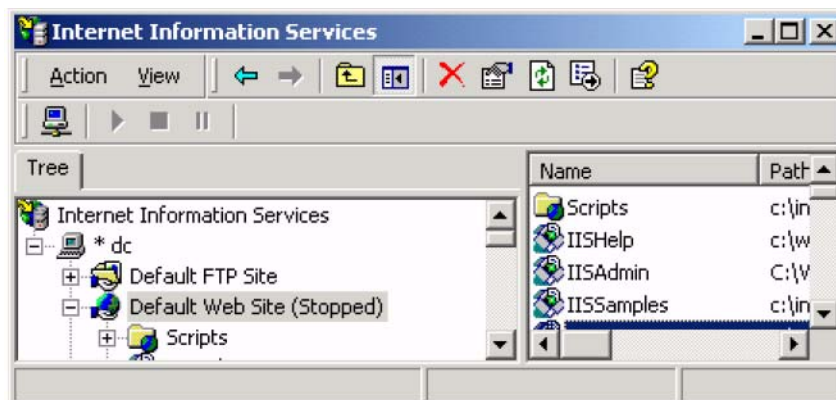 Internet Information Services
Action View
Tree
Name Path
Internet Information Services
* dc
Default FTP Site
Default Web Site (Stopped)
Scripts
Scripts c:\in
IISHelp c:\w
IISAdmin C:\W
IISSamples c:\in